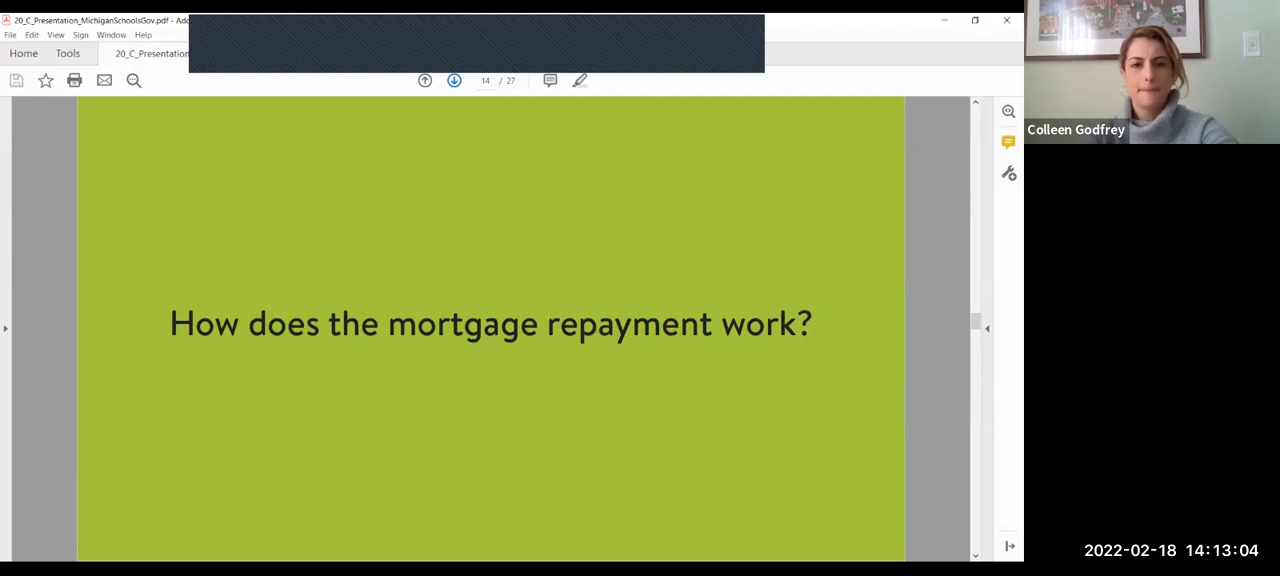 20_C_Presentation_MichiganSchoolsGov.pdf - Ado
File Edit View Sign Window Help
Home Tools 20_C_Presentation
14 / 27
How does the mortgage repayment work?
Colleen Godfrey
2022-02-18 14:13:04